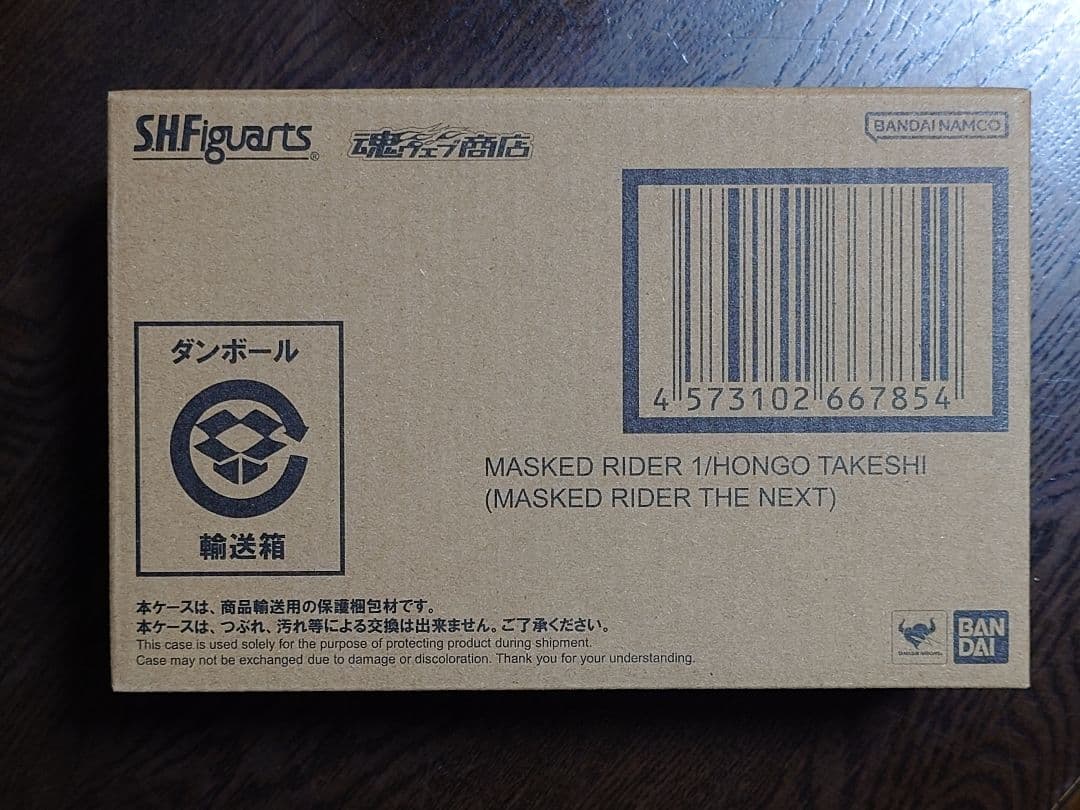 S.H.Figuarts®
魂ウェブ商店
BANDAI NAMCO
4 573102 667854
MASKED RIDER 1/HONGO TAKESHI
(MASKED RIDER THE NEXT)
ダンボール
輸送箱
本ケースは、商品輸送用の保護梱包材です。
本ケースは、つぶれ、汚れ等による交換は出来ません。ご了承ください。
This case is used solely for the purpose of protecting product during shipment.
Case may not be exchanged due to damage or discoloration. Thank you for your understanding.
BAN
DAI